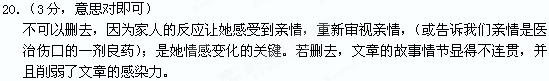 20．（3分，意思对即可）
不可以删去，因为家人的反应让她感受到亲情，重新审视亲情，(或告诉我们亲情是医
治伤口的一剂良药)；是她情感变化的关键。若删去，文章的故事情节显得不连贯，并
且削弱了文章的感染力。